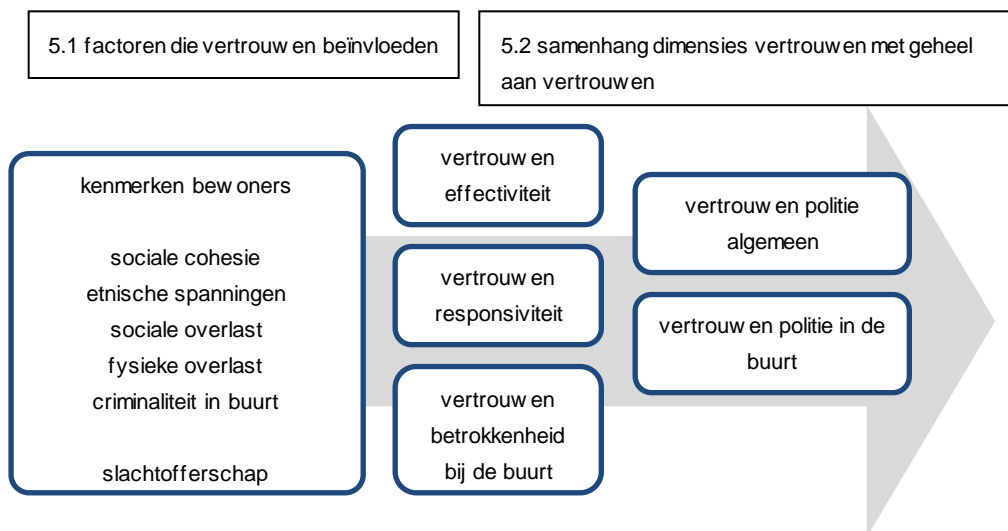 5.1 factoren die vertrouwen beïnvloeden
5.2 samenhang dimensies vertrouwen met geheel
aan vertrouwen
kenmerken bewoners
sociale cohesie
etnische spanningen
sociale overlast
fysieke overlast
criminaliteit in buurt
slachtofferschap
vertrouwen
effectiviteit
vertrouwen
responsiviteit
vertrouwen
betrokkenheid
bij de buurt
vertrouwen politie
algemeen
vertrouwen politie in de
buurt